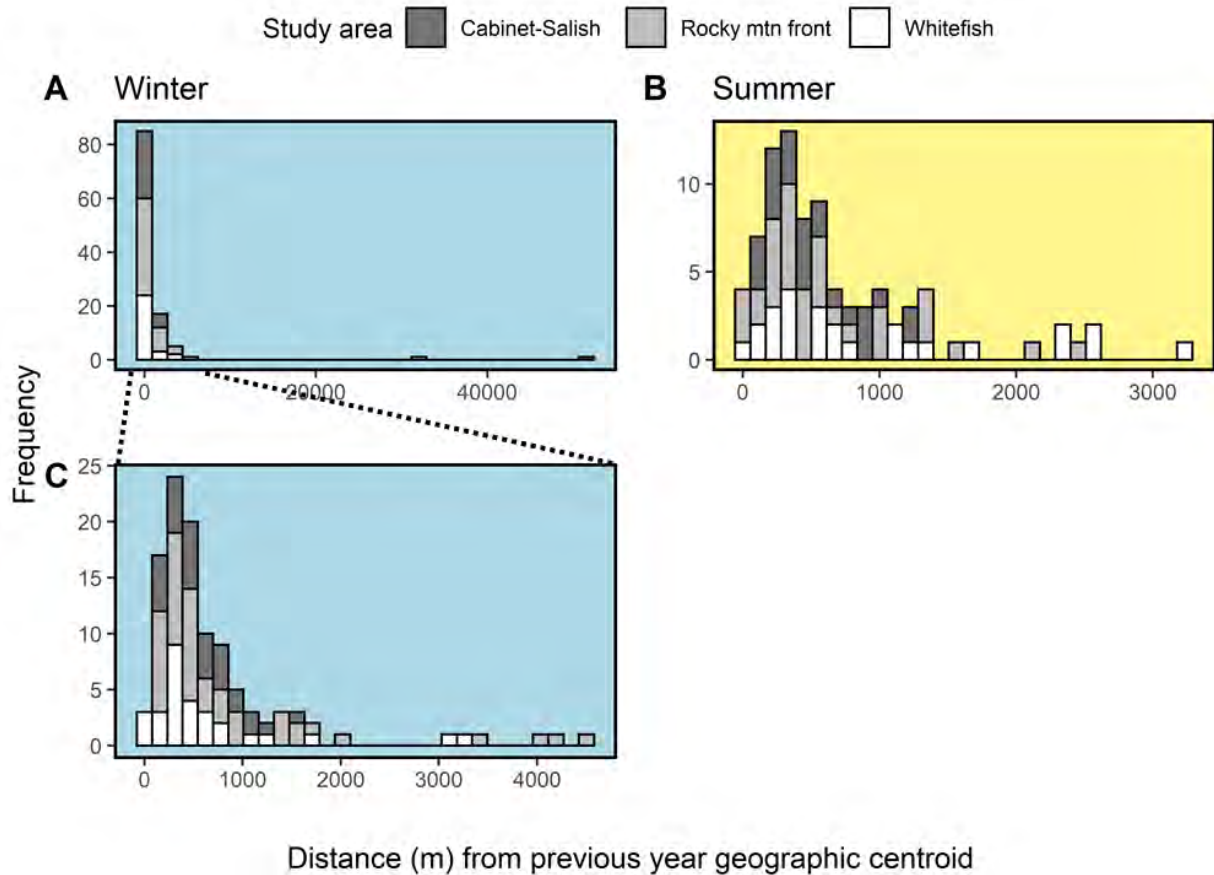 Study area Cabinet-Salish Rocky mtn front Whitefish
A Winter
B Summer
80
60
40
20
0
0 20000 40000
10
5
0
0 1000 2000 3000
Frequency
C
25
20
15
10
5
0
0 1000 2000 3000 4000
Distance (m) from previous year geographic centroid